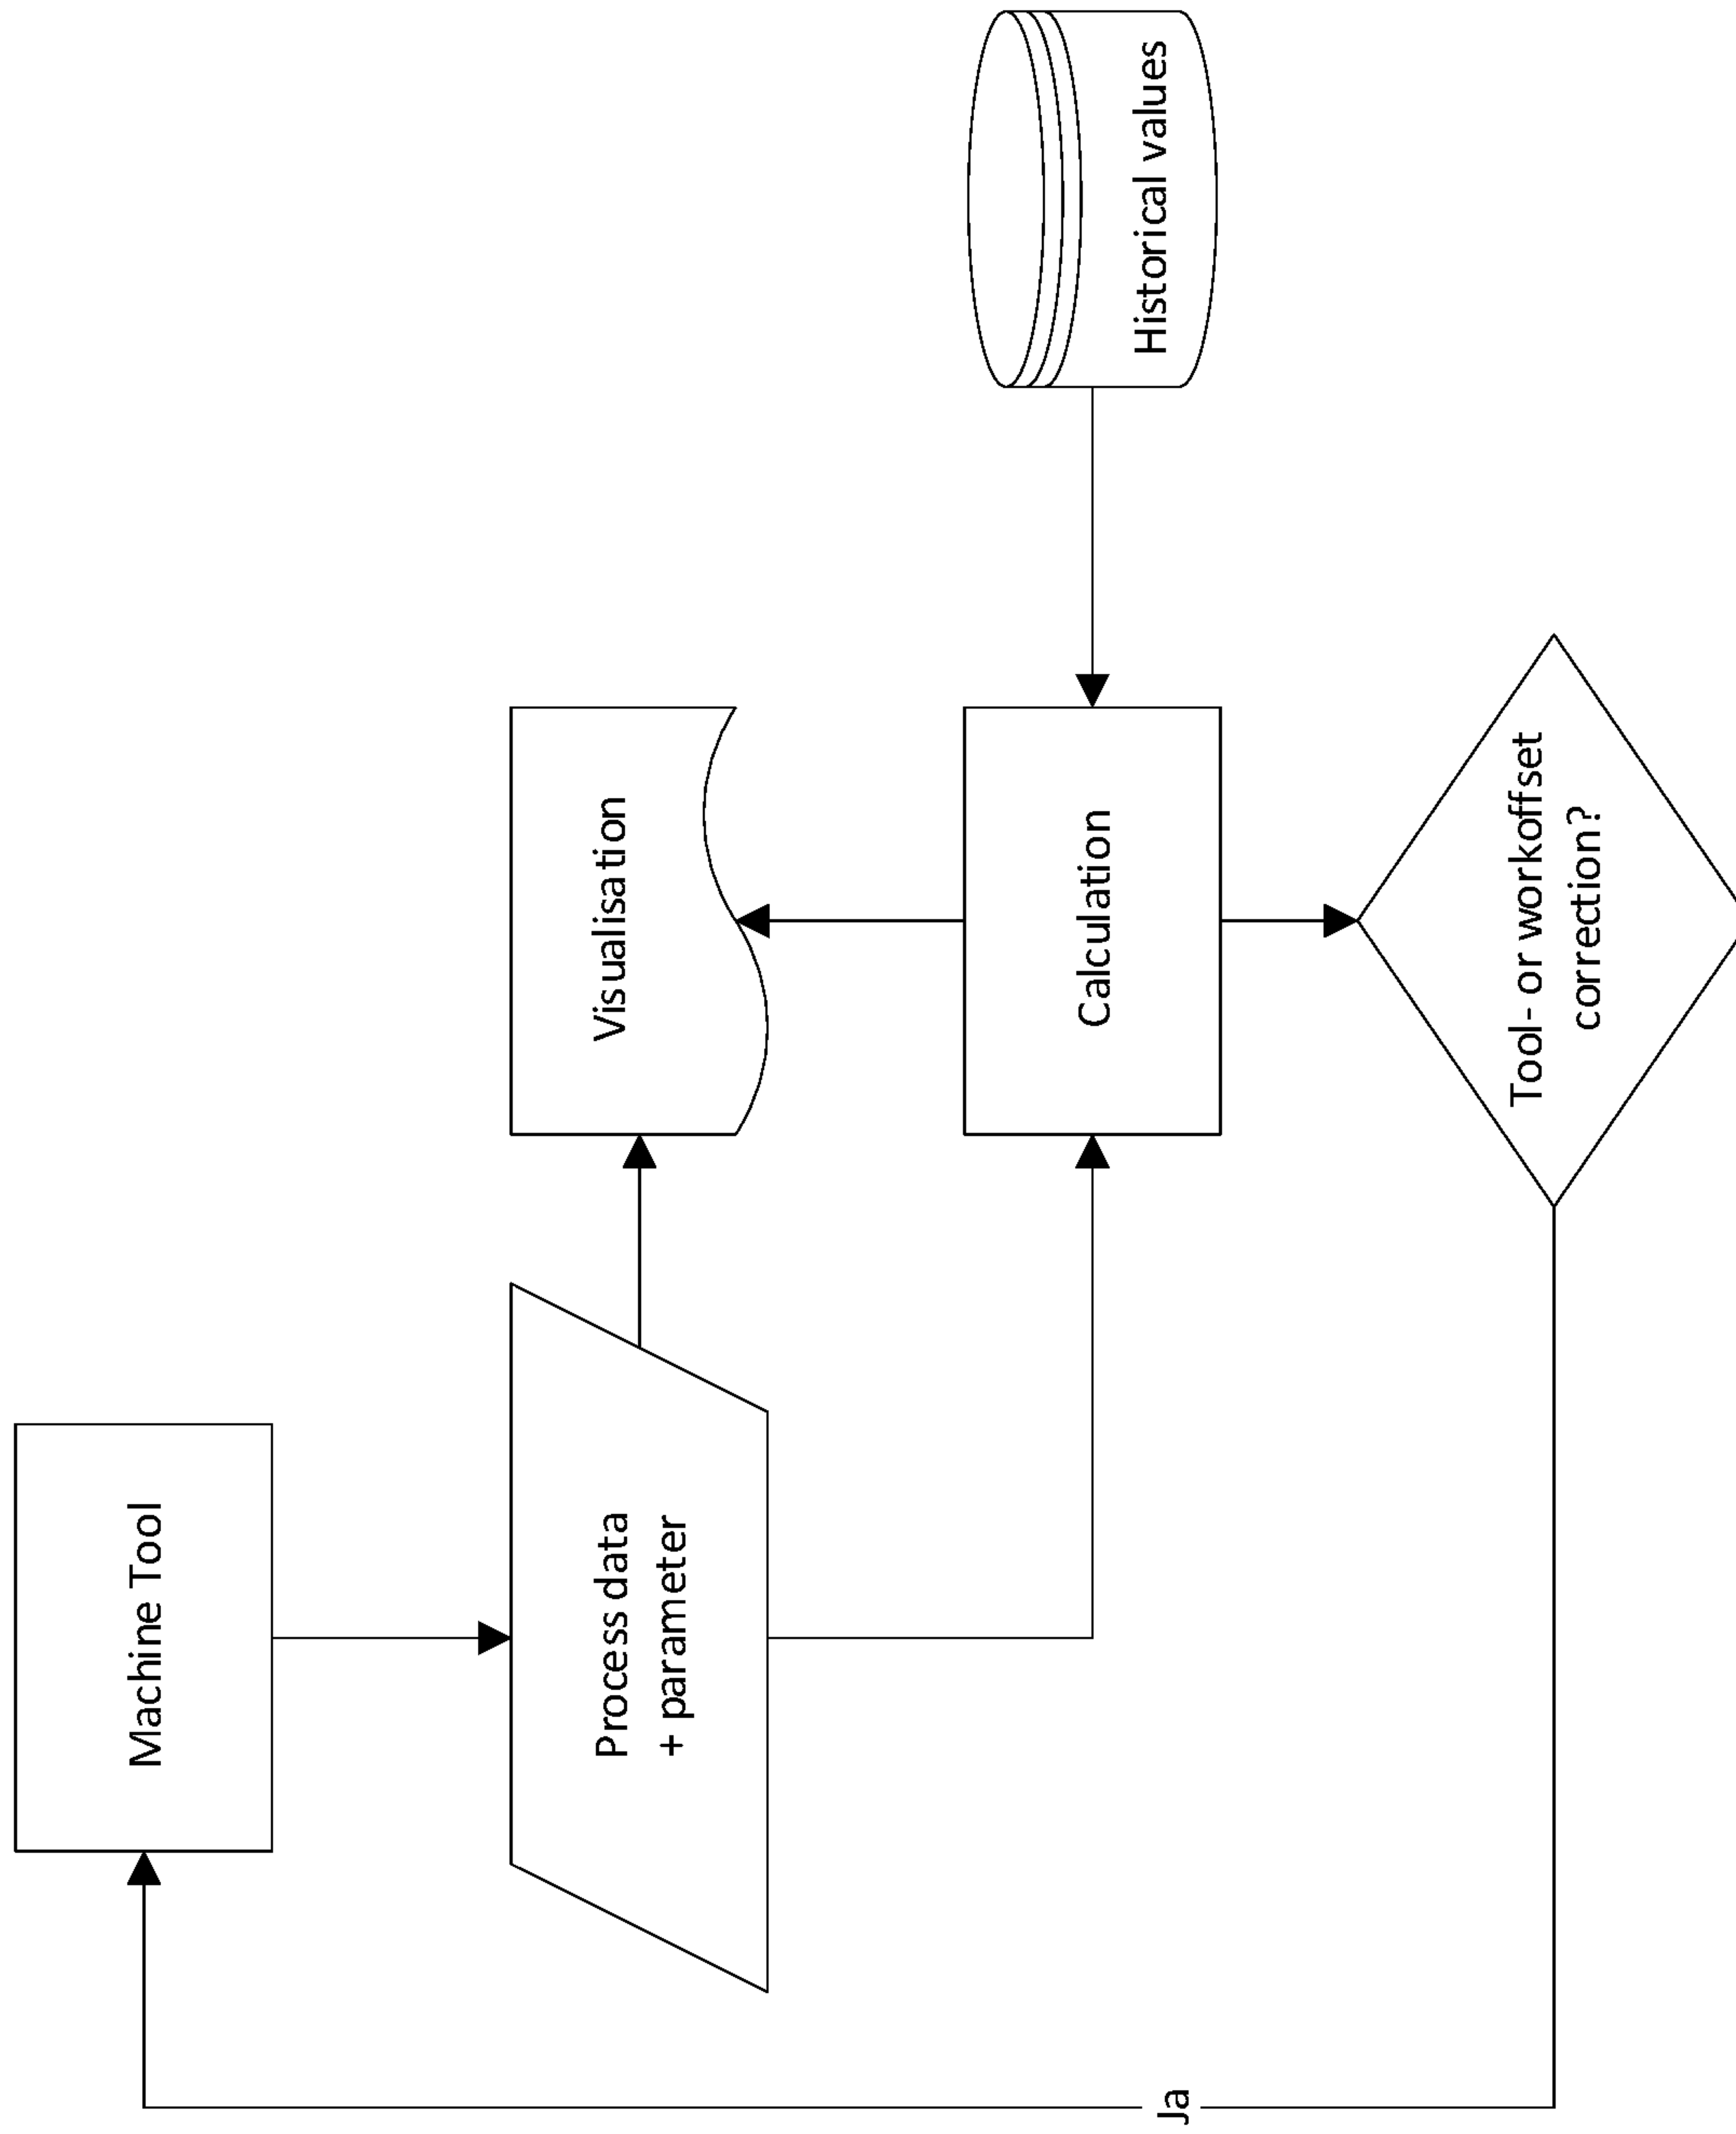 Machine Tool
Process data
+ parameter
Visualisation
Calculation
Historical values
Tool- or workoffset
correction?
Ja